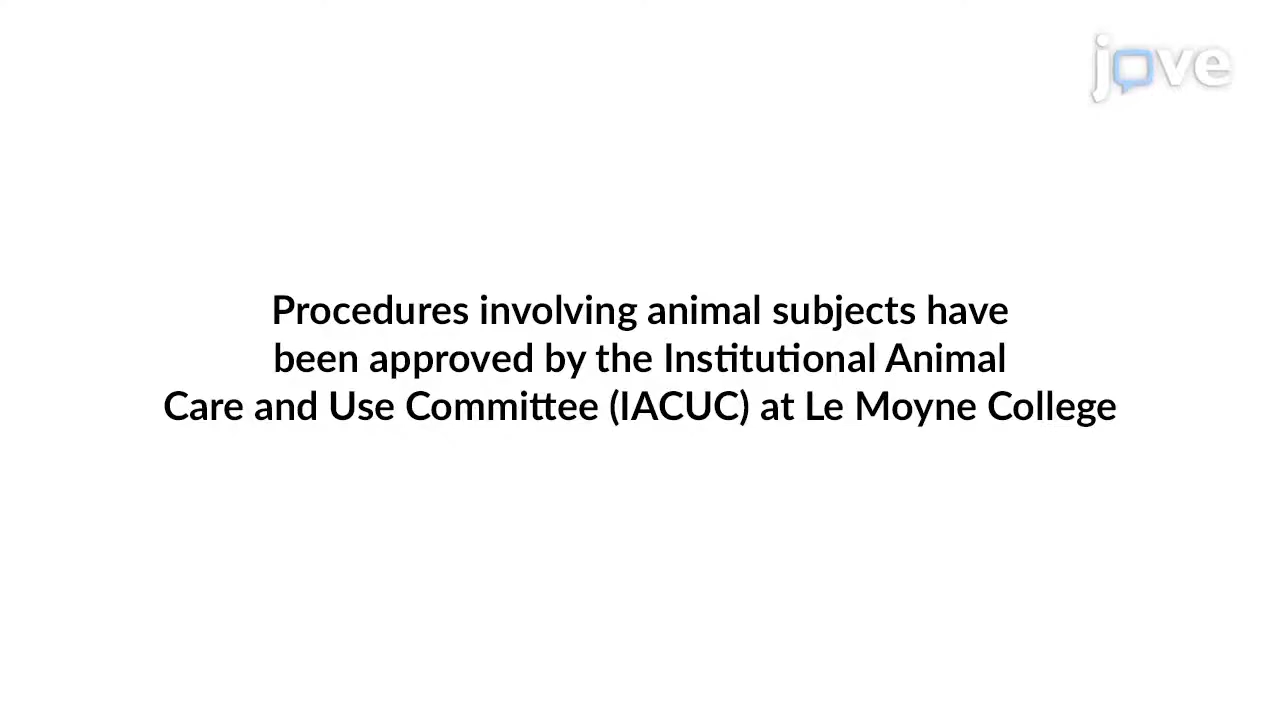 jove
Procedures involving animal subjects have
been approved by the Institutional Animal
Care and Use Committee (IACUC) at Le Moyne College